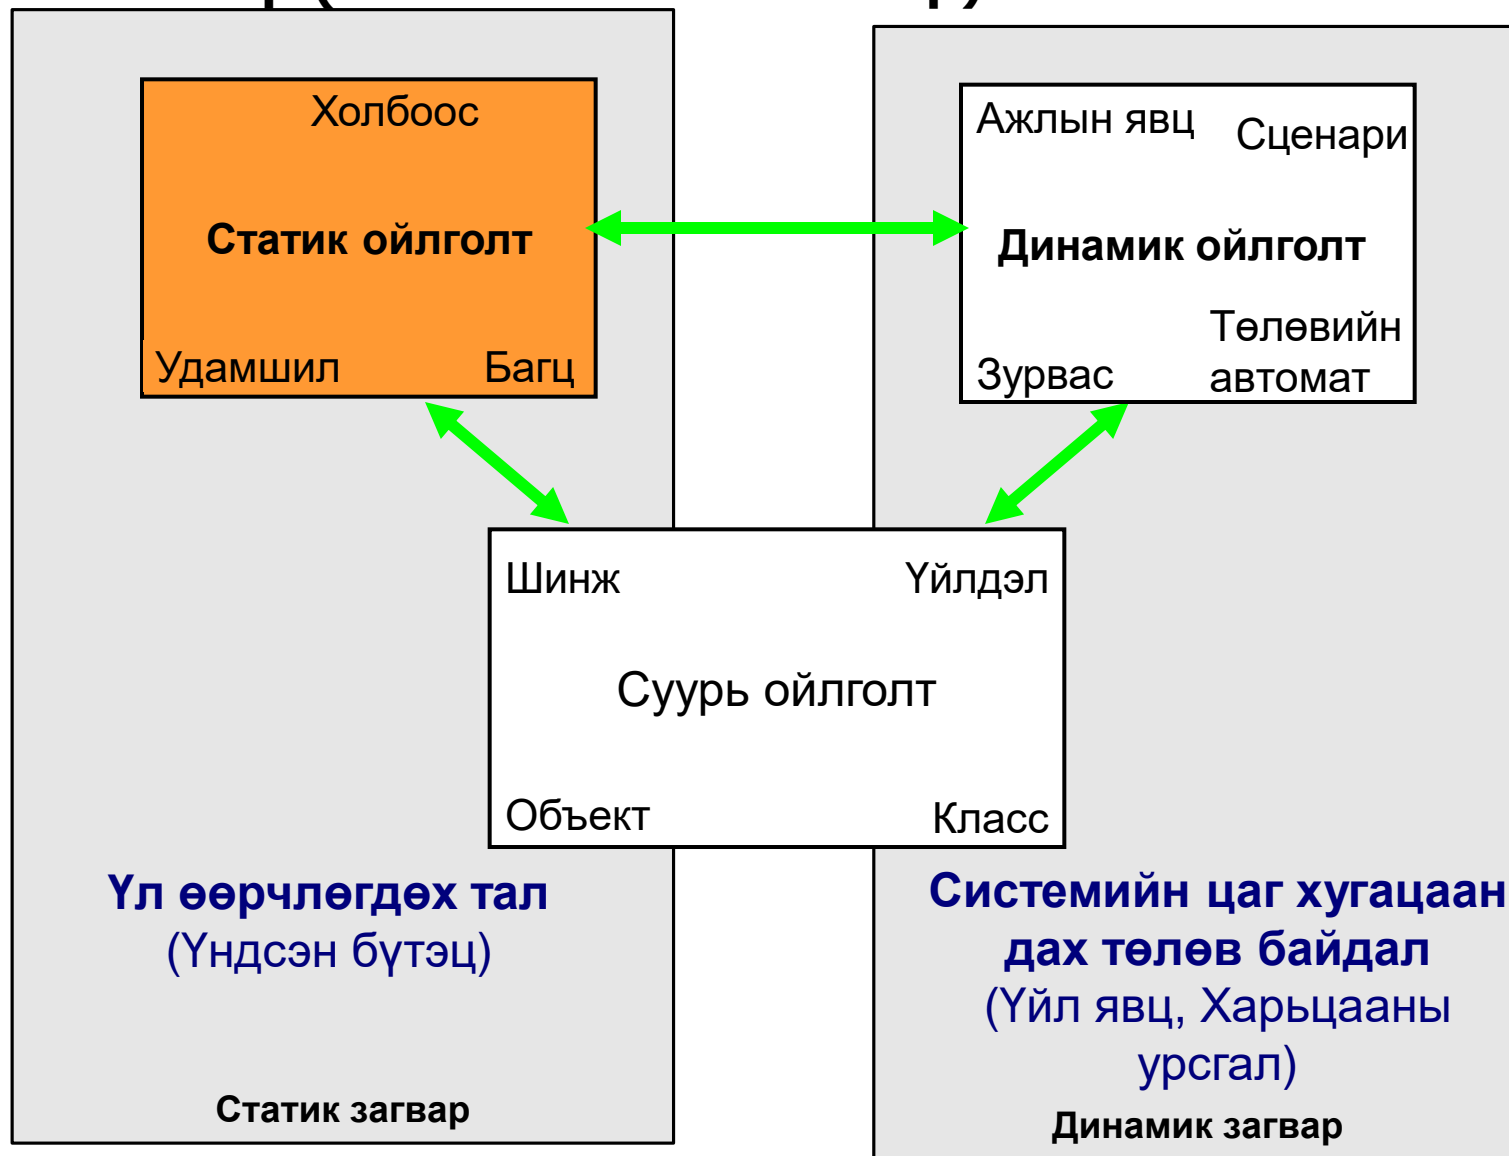 Холбоос
Статик ойлголт
Удамшил Багц
Ажлын явц Сценари
Динамик ойлголт
Зурвас Төлөвийн
автомат
Шинж Үйлдэл
Суурь ойлголт
Объект Класс
Үл өөрчлөгдөх тал
(Үндсэн бүтэц)
Статик загвар
Системийн цаг хугацаан
дах төлөв байдал
(Үйл явц, Харьцааны
урсгал)
Динамик загвар